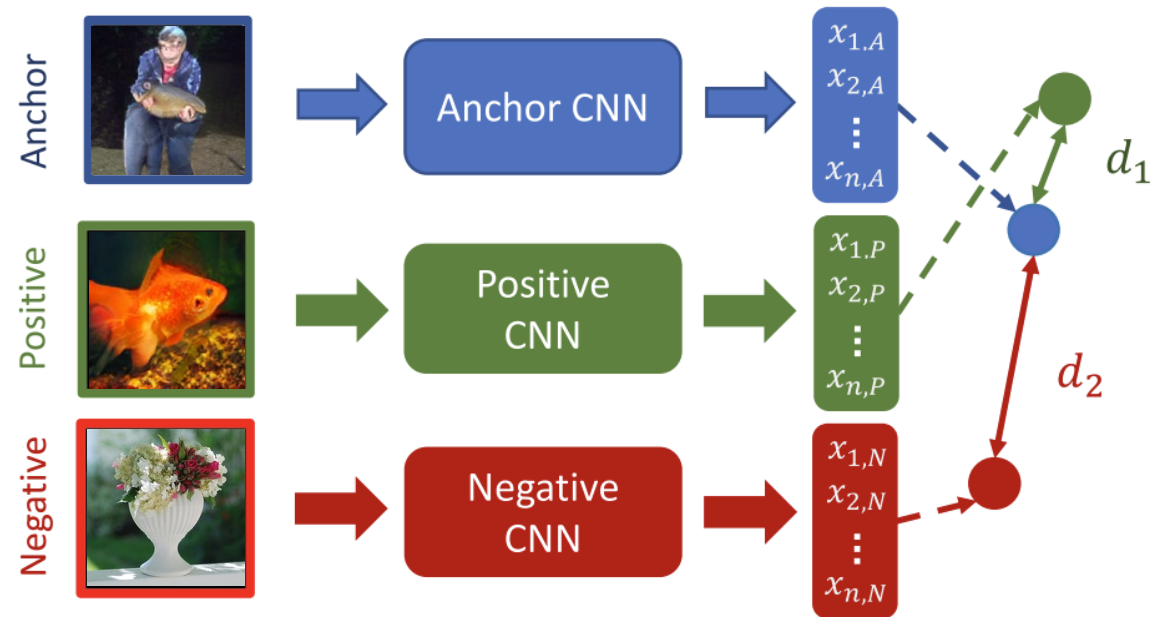 Anchor
Anchor CNN
x₁,A
x₂,A
⋮
xₙ,A
d₁
Positive
Positive
CNN
x₁,P
x₂,P
⋮
xₙ,P
d₂
Negative
Negative
CNN
x₁,N
x₂,N
⋮
xₙ,N